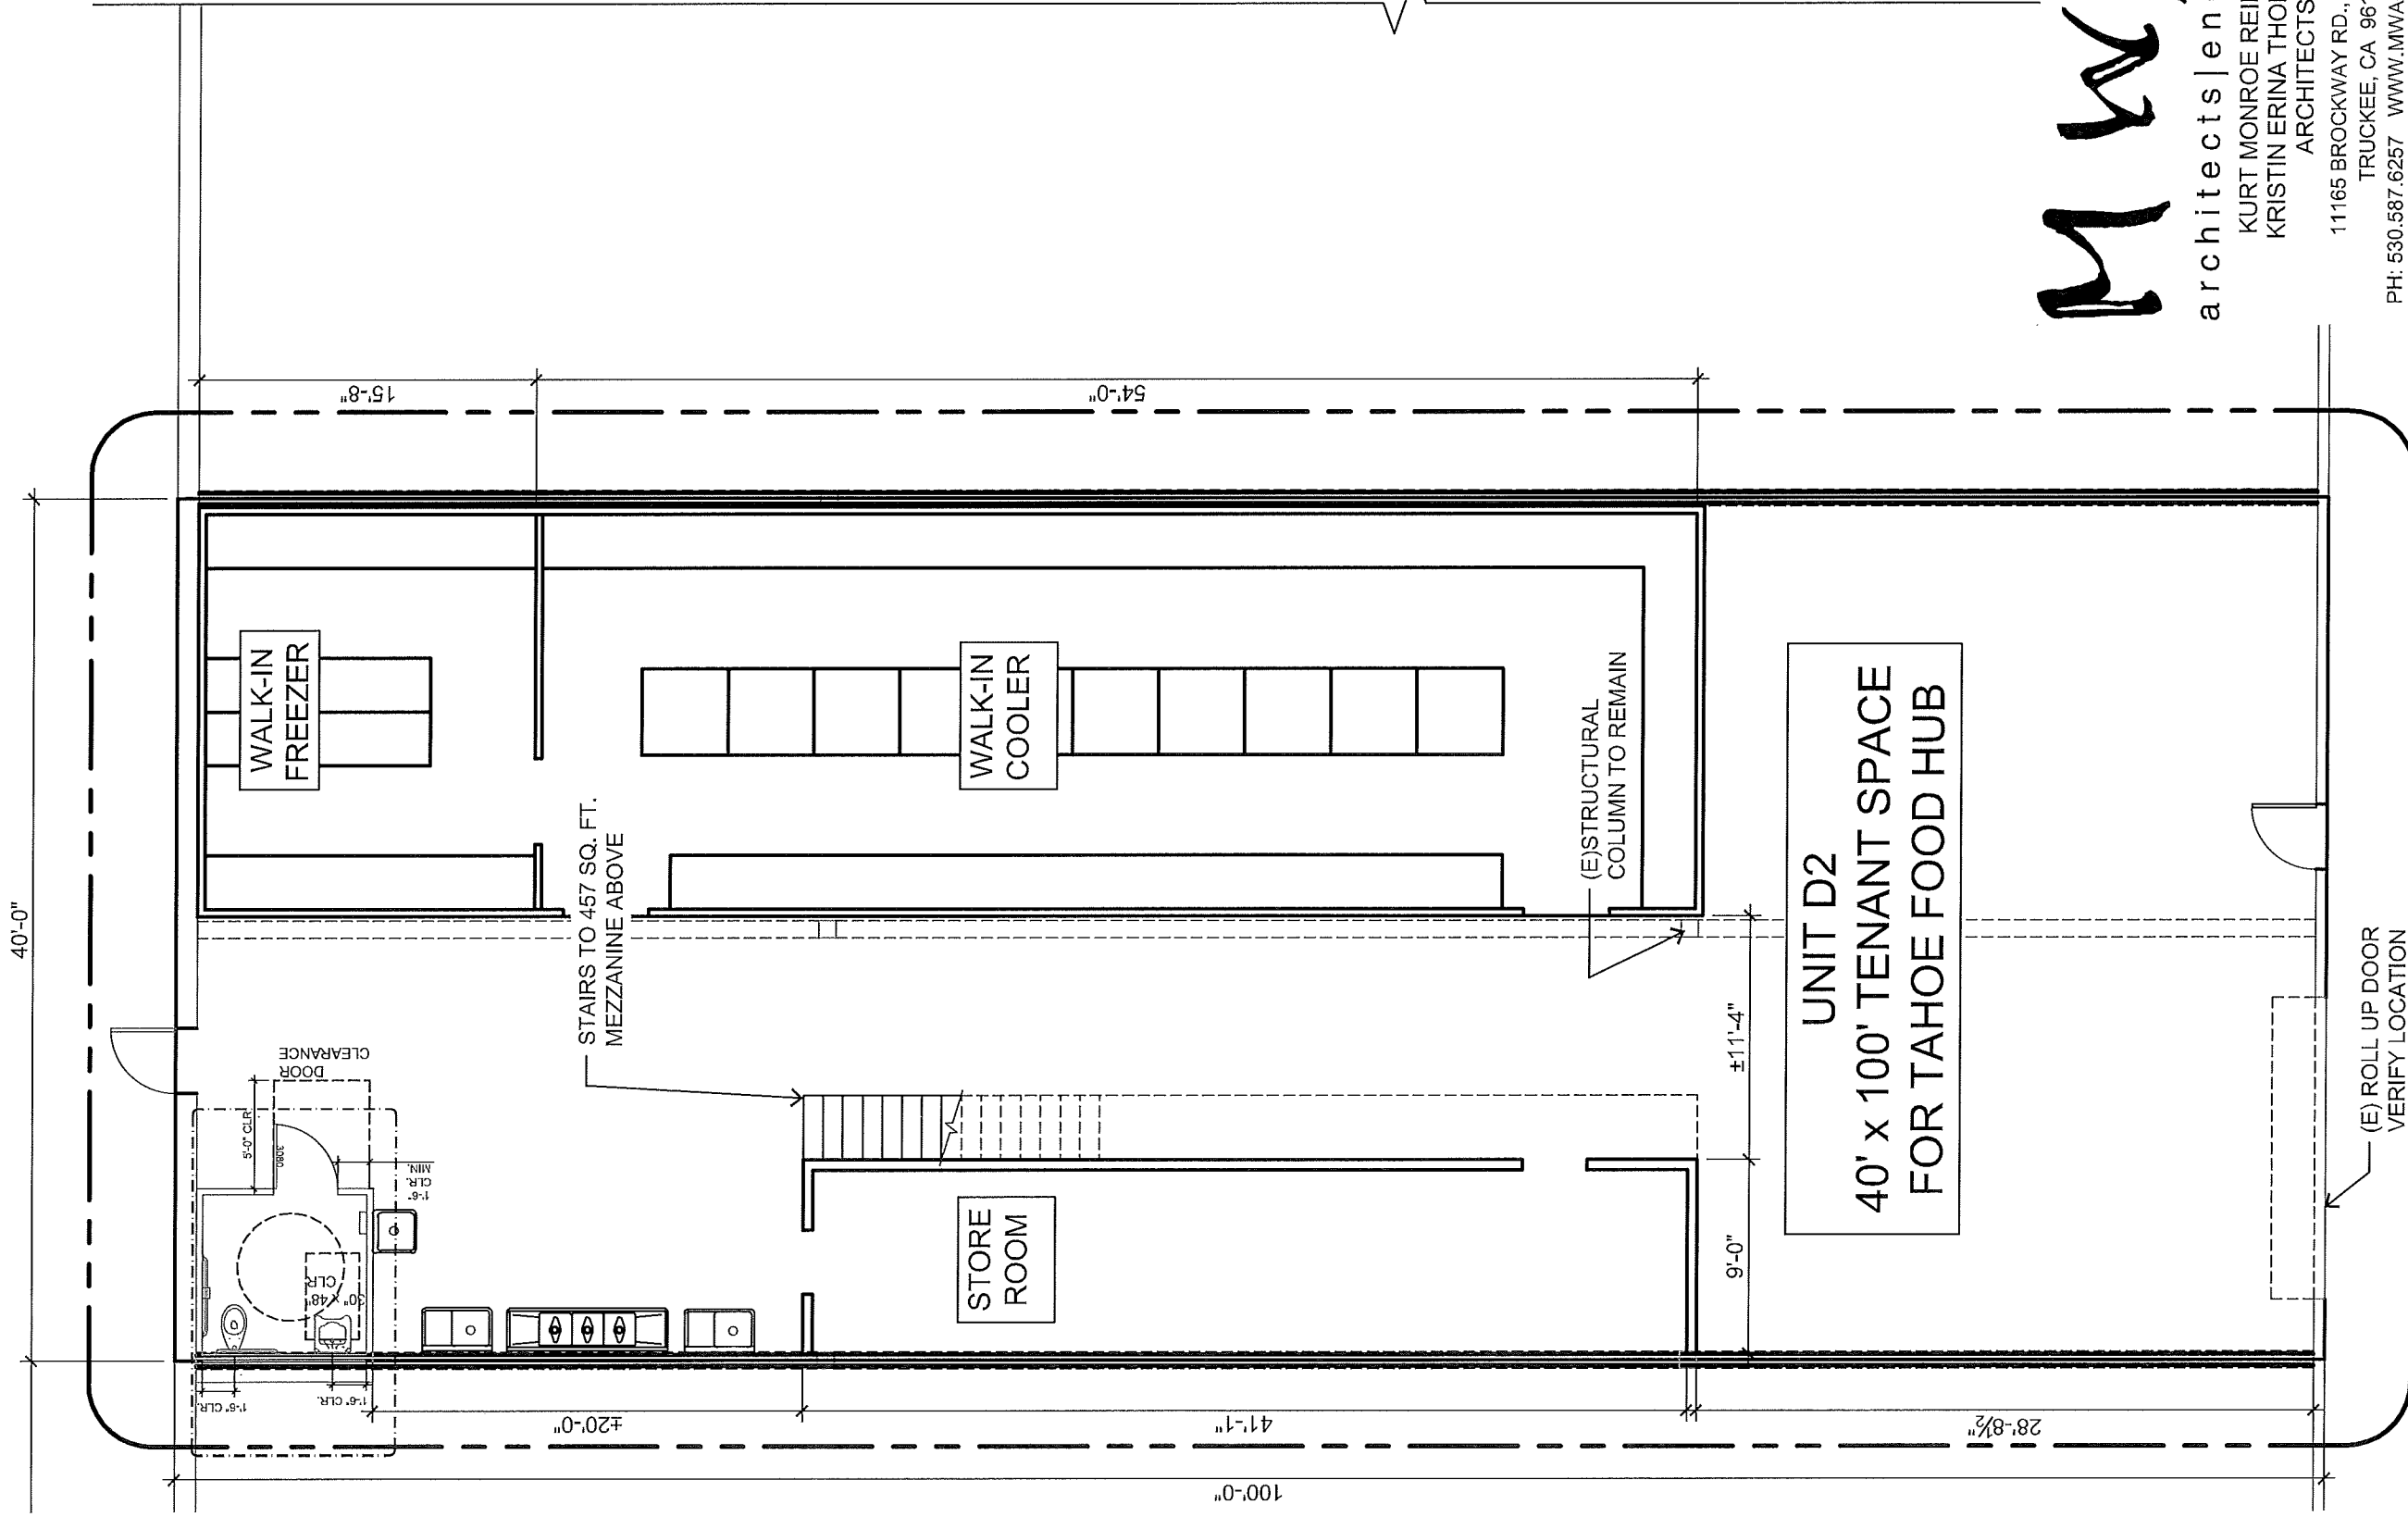 40'-0"
15'-8"
54'-0"
WALK-IN
FREEZER
WALK-IN
COOLER
STAIRS TO 457 SQ. FT.
MEZZANINE ABOVE
(E)STRUCTURAL
COLUMN TO REMAIN
DOOR
CLEARANCE
5'-0" CLR
3080
1'-6"
CLR.
MIN.
30" X 48"
CLR
1'-6" CLR.
1'-6" CLR.
STORE
ROOM
±11'-4"
9'-0"
UNIT D2
40' x 100' TENANT SPACE
FOR TAHOE FOOD HUB
(E) ROLL UP DOOR
VERIFY LOCATION
±20'-0"
41'-1"
28'-8½"
100'-0"
M W
architects|en
KURT MONROE
KRISTIN ERINA
ARCHITECTS
11165 BROCKWAY RD.,
TRUCKEE, CA 961
PH: 530.587.6257 WWW.MWA